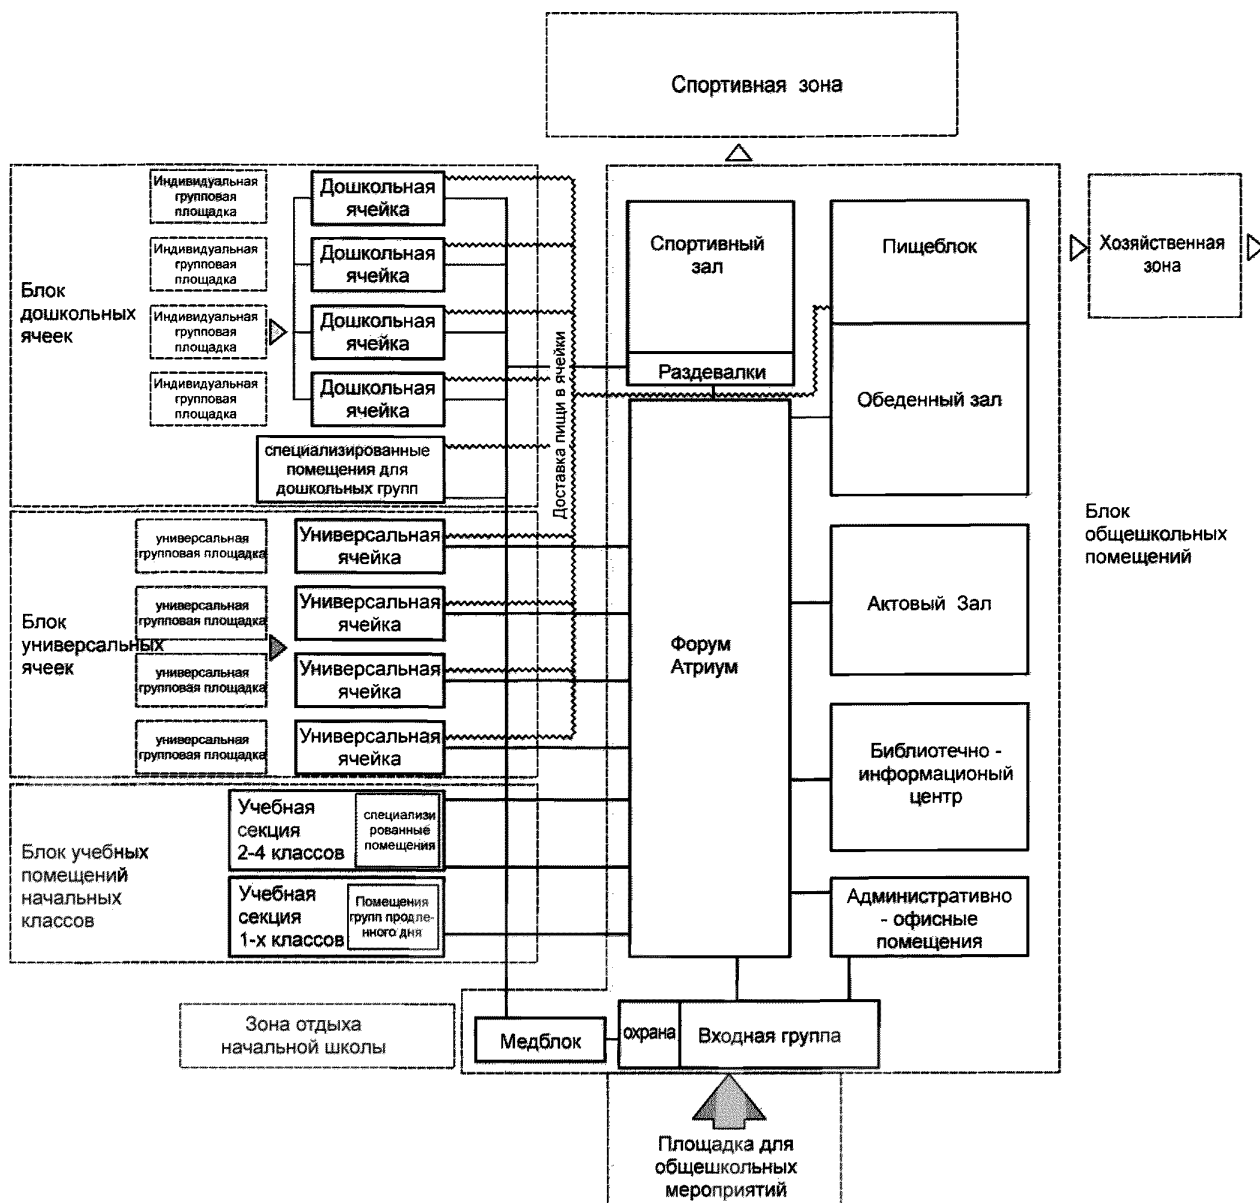 Спортивная зона
Блок
дошкольных
ячеек
Индивидуальная
групповая
площадка
Индивидуальная
групповая
площадка
Индивидуальная
групповая
площадка
Индивидуальная
групповая
площадка
Дошкольная
ячейка
Дошкольная
ячейка
Дошкольная
ячейка
Дошкольная
ячейка
специализированные
помещения для
дошкольных групп
Доставка пищи в ячейки
Спортивный
зал
Раздевалки
Пищеблок
Обеденный зал
Хозяйственная
зона
Блок
универсальных
ячеек
универсальная
групповая площадка
универсальная
групповая площадка
универсальная
групповая площадка
универсальная
групповая площадка
Универсальная
ячейка
Универсальная
ячейка
Универсальная
ячейка
Универсальная
ячейка
Форум
Атриум
Актовый Зал
Блок
общешкольных
помещений
Библиотечно -
информационый
центр
Блок учебных
помещений
начальных
классов
Учебная
секция
2-4 классов
специализи
рованные
помещения
Учебная
секция
1-х классов
Помещения
групп продле-
нного дня
Административно
- офисные
помещения
Зона отдыха
начальной школы
Медблок
охрана
Входная группа
Площадка для
общешкольных
мероприятий